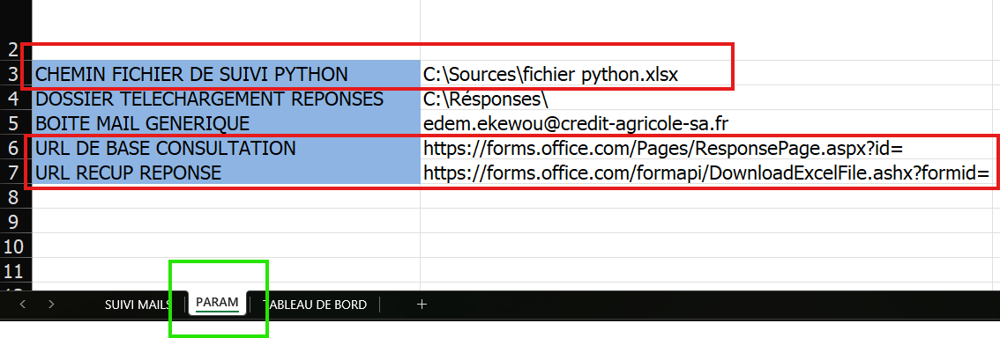 2
3 CHEMIN FICHIER DE SUIVI PYTHON C:\Sources\fichier python.xlsx
4 DOSSIER TELECHARGEMENT REPONSES C:\Résponses\
5 BOITE MAIL GENERIQUE edem.ekewou@credit-agricole-sa.fr
6 URL DE BASE CONSULTATION https://forms.office.com/Pages/ResponsePage.aspx?id=
7 URL RECUP REPONSE https://forms.office.com/formapi/DownloadExcelFile.ashx?formid=
8
9
10
11
SUIVI MAILS PARAM TABLEAU DE BORD +